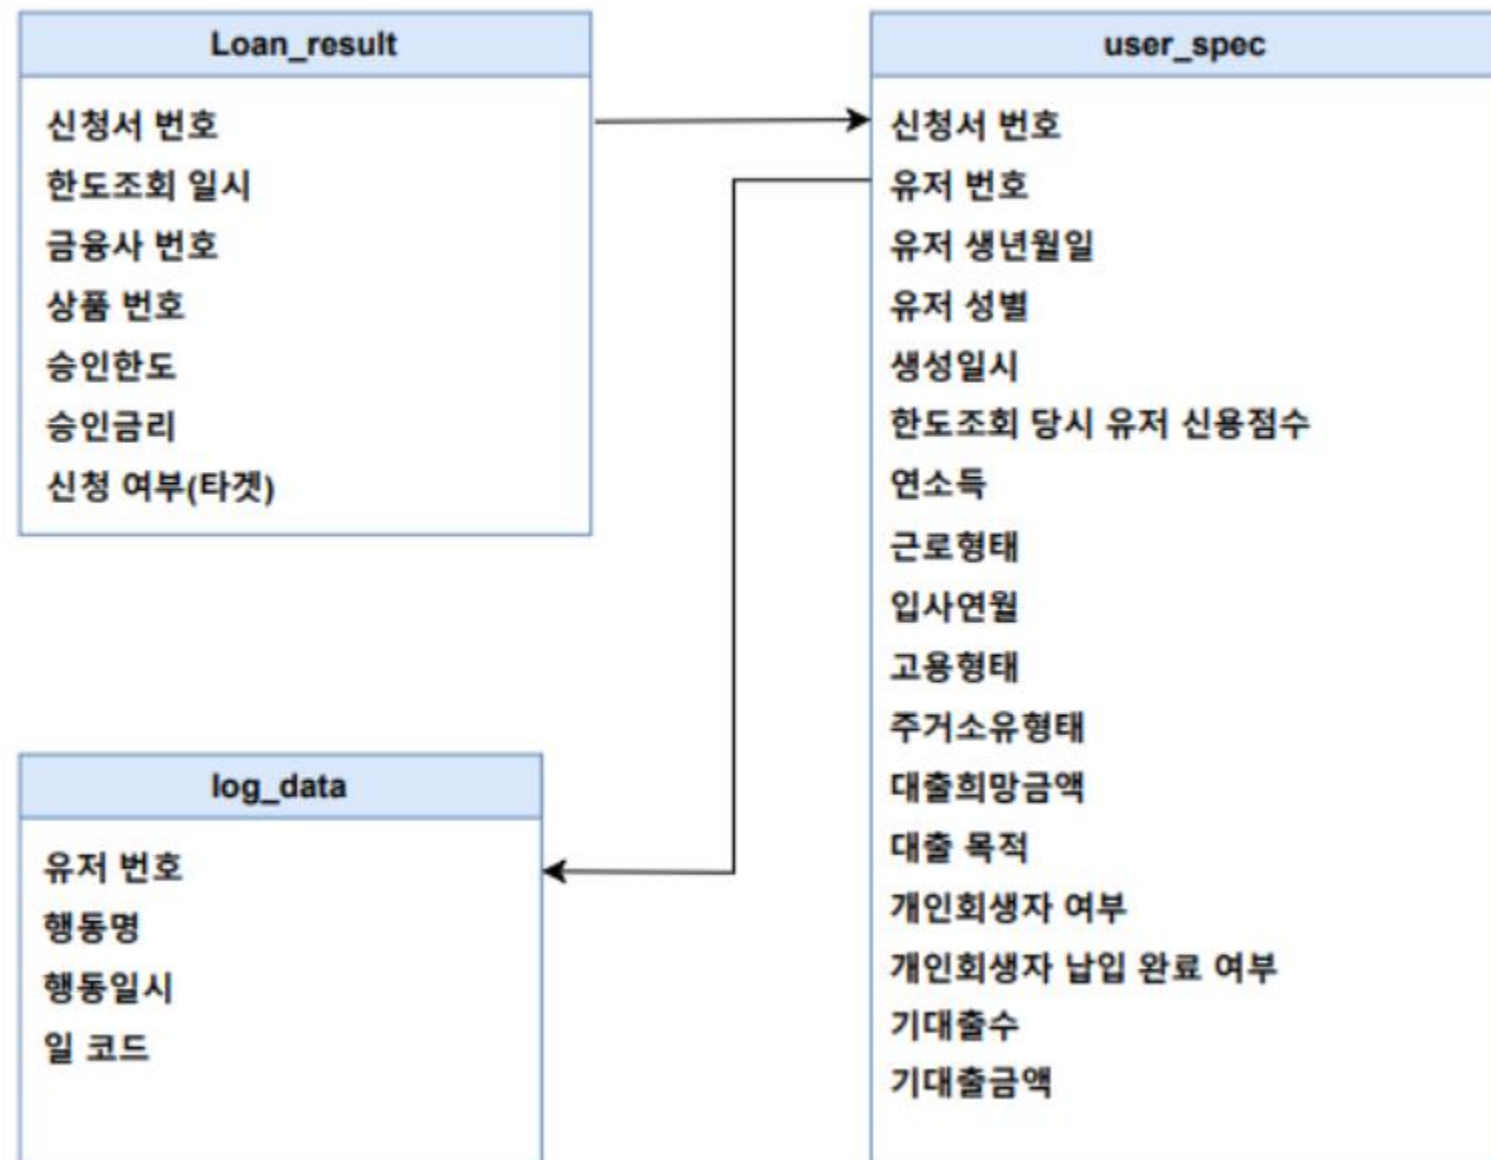 Loan_result
신청서 번호
한도조회 일시
금융사 번호
상품 번호
승인한도
승인금리
신청 여부(타겟)
user_spec
신청서 번호
유저 번호
유저 생년월일
유저 성별
생성일시
한도조회 당시 유저 신용점수
연소득
근로형태
입사연월
고용형태
주거소유형태
대출희망금액
대출 목적
개인회생자 여부
개인회생자 납입 완료 여부
기대출수
기대출금액
log_data
유저 번호
행동명
행동일시
일 코드